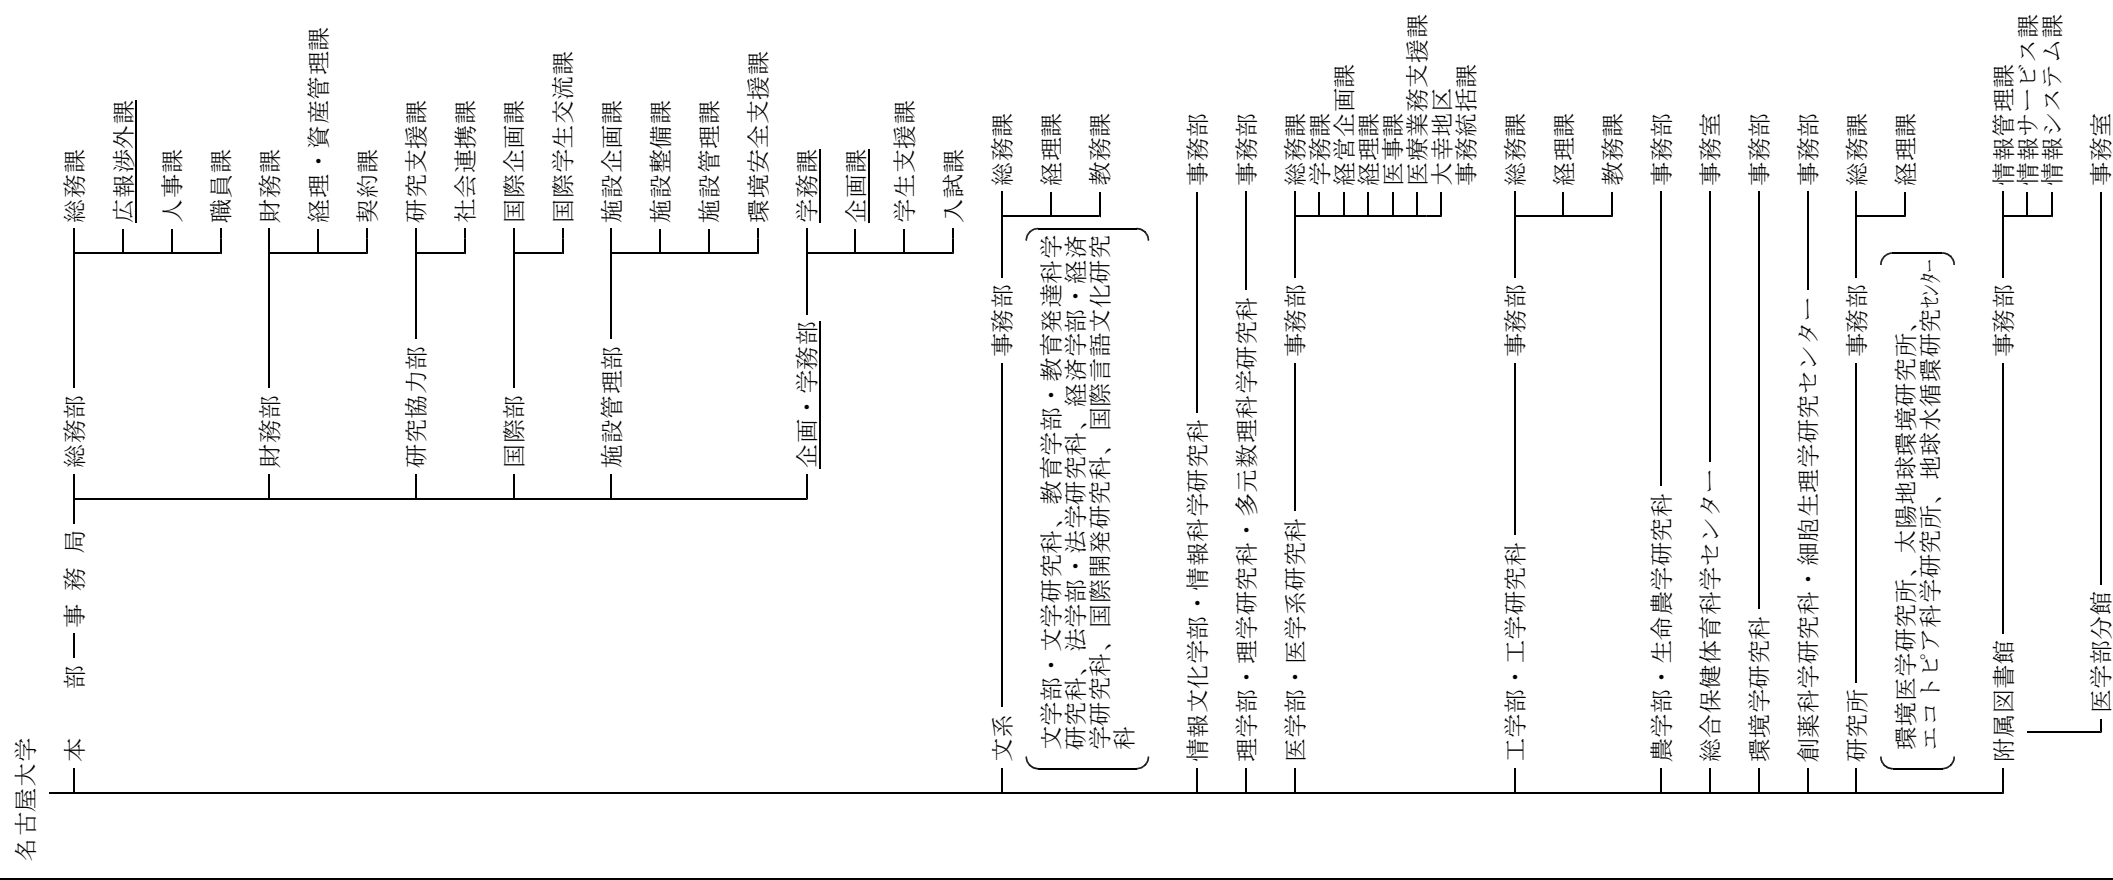 名古屋大学
本　部
事務局
総務部
総務課
広報渉外課
人事課
職員課
財務部
財務課
経理・資産管理課
契約課
研究協力部
研究支援課
社会連携課
国際部
国際企画課
国際学生交流課
施設管理部
施設企画課
施設整備課
施設管理課
環境安全支援課
企画・学務部
学務課
企画課
学生支援課
入試課
文系
事務部
総務課
経理課
教務課
文学部・文学研究科、教育学部・教育発達科学
研究科、法学部・法学研究科、経済学部・経済
学研究科、国際開発研究科、国際言語文化研究
科
情報文化学部・情報科学研究科
事務部
理学部・理学研究科・多元数理科学研究科
事務部
医学部・医学系研究科
事務部
総務課
学務課
経営企画課
経理課
医事課
医療業務支援課
大幸地区
事務統括課
工学部・工学研究科
事務部
総務課
経理課
教務課
農学部・生命農学研究科
事務部
総合保健体育科学センター
事務室
環境学研究科
事務部
創薬科学研究科・細胞生理学研究センター
事務部
研究所
事務部
総務課
経理課
環境医学研究所、太陽地球環境研究所、
エコトピア科学研究所、地球水循環研究センター
附属図書館
事務部
情報管理課
情報サービス課
情報システム課
医学部分館
事務室